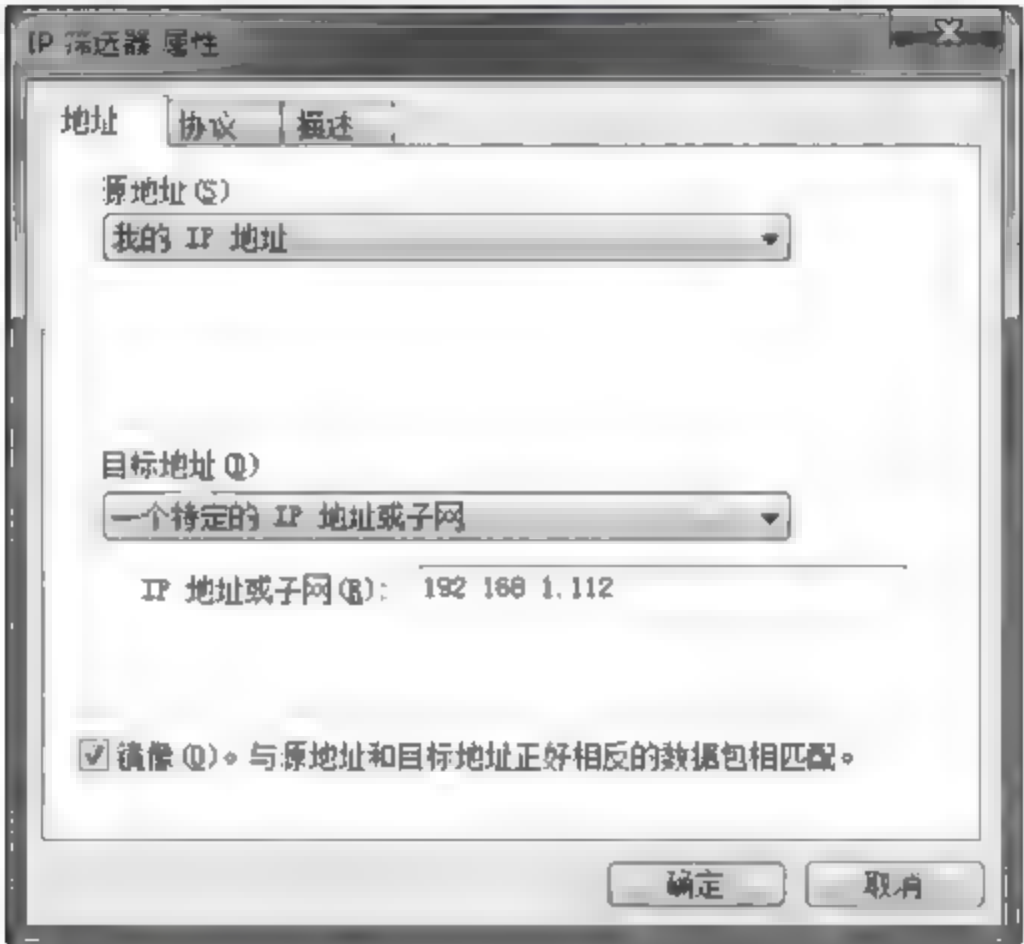 IP 筛选器 属性
地址 协议 描述
原地址(S)
我的 IP 地址
目标地址(D)
一个特定的 IP 地址或子网
IP 地址或子网(R): 192 168 1.112
镜像(O)。与原地址和目标地址正好相反的数据包相匹配。
确定 取消